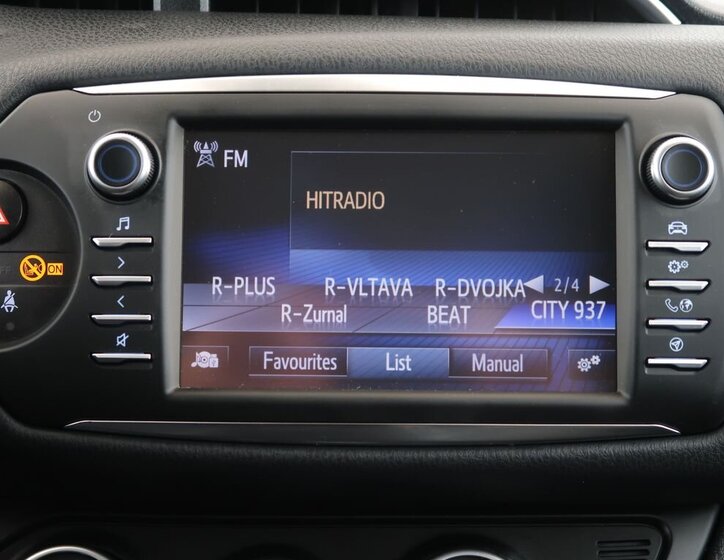 FM
HITRADIO
R-PLUS R-VLTAVA R-DVOJKA 2/4
R-Zurnal BEAT CITY 937
Favourites List Manual
ON